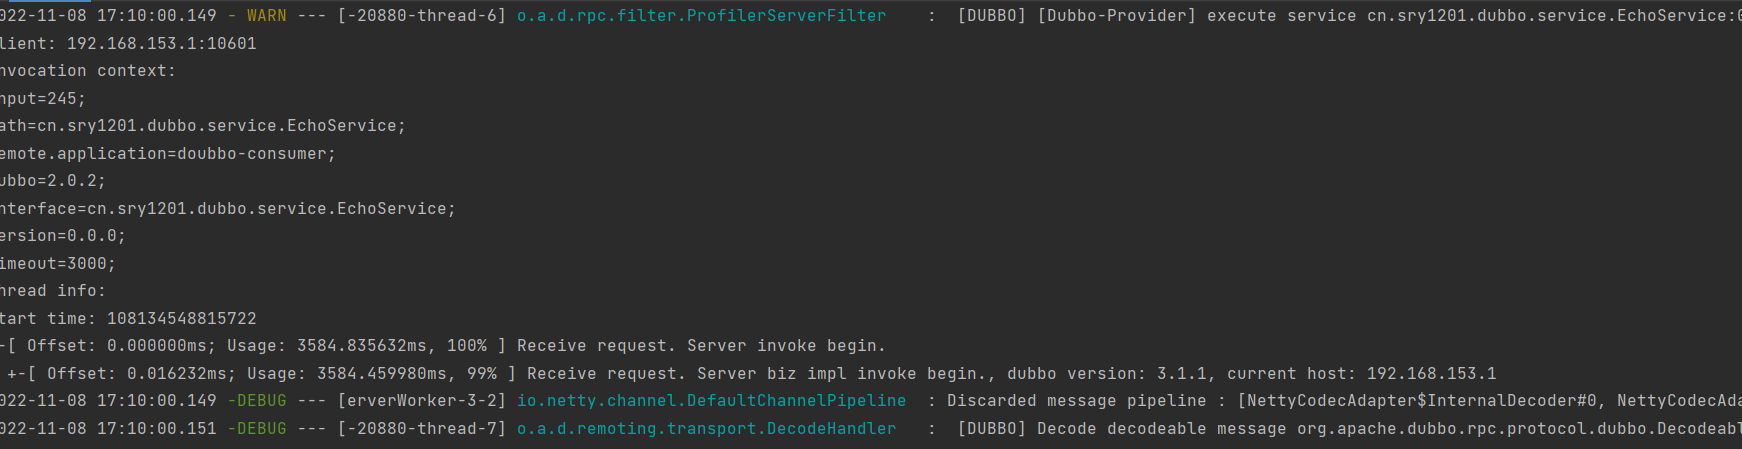 022-11-08 17:10:00.149 - WARN --- [-20880-thread-6] o.a.d.rpc.filter.ProfilerServerFilter    :  [DUBBO] [Dubbo-Provider] execute service cn.sry1201.dubbo.service.EchoService:
lient: 192.168.153.1:10601
nvocation context:
nput=245;
ath=cn.sry1201.dubbo.service.EchoService;
emote.application=doubbo-consumer;
ubbo=2.0.2;
nterface=cn.sry1201.dubbo.service.EchoService;
ersion=0.0.0;
imeout=3000;
hread info:
tart time: 108134548815722
-[ Offset: 0.000000ms; Usage: 3584.835632ms, 100% ] Receive request. Server invoke begin.
+-[ Offset: 0.016232ms; Usage: 3584.459980ms, 99% ] Receive request. Server biz impl invoke begin., dubbo version: 3.1.1, current host: 192.168.153.1
022-11-08 17:10:00.149 -DEBUG --- [erverWorker-3-2] io.netty.channel.DefaultChannelPipeline  : Discarded message pipeline : [NettyCodecAdapter$InternalDecoder#0, NettyCodecAda
022-11-08 17:10:00.151 -DEBUG --- [-20880-thread-7] o.a.d.remoting.transport.DecodeHandler   :  [DUBBO] Decode decodeable message org.apache.dubbo.rpc.protocol.dubbo.Decodeabl